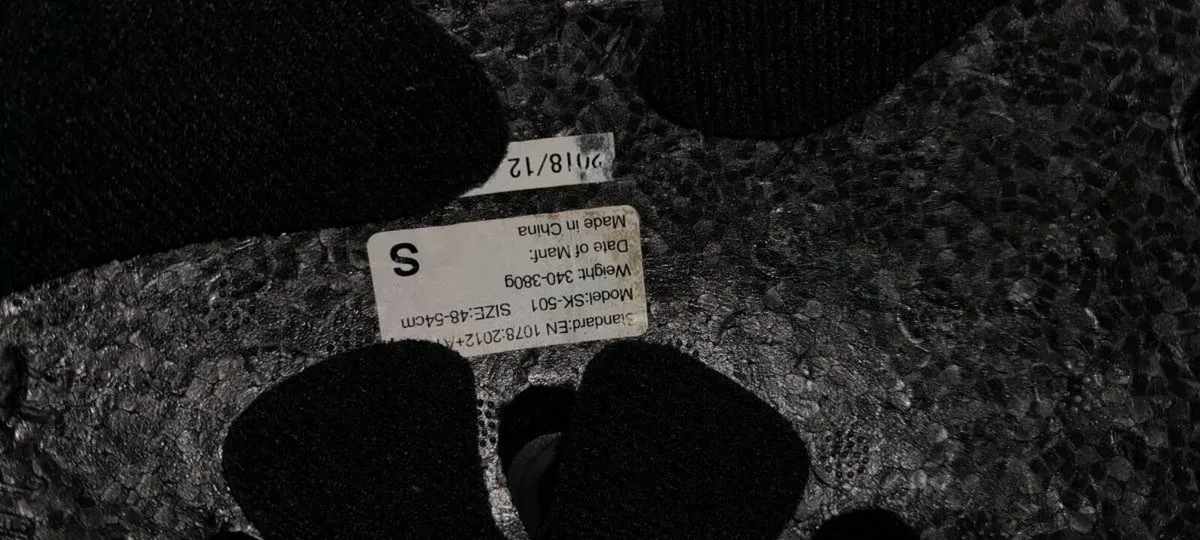 Standard:EN 1078:2012+A1
Model:SK-501 SIZE:48-54cm
Weight: 340-380g
Date of Manf:
Made in China
S
2018/12